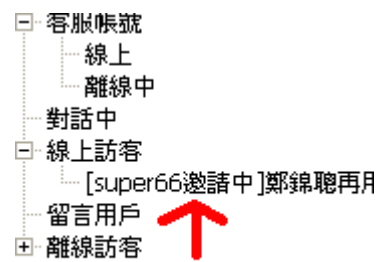 客服帳號
線上
離線中
對話中
線上訪客
[super66邀請中]鄭錦聰再用
留言用戶
離線訪客